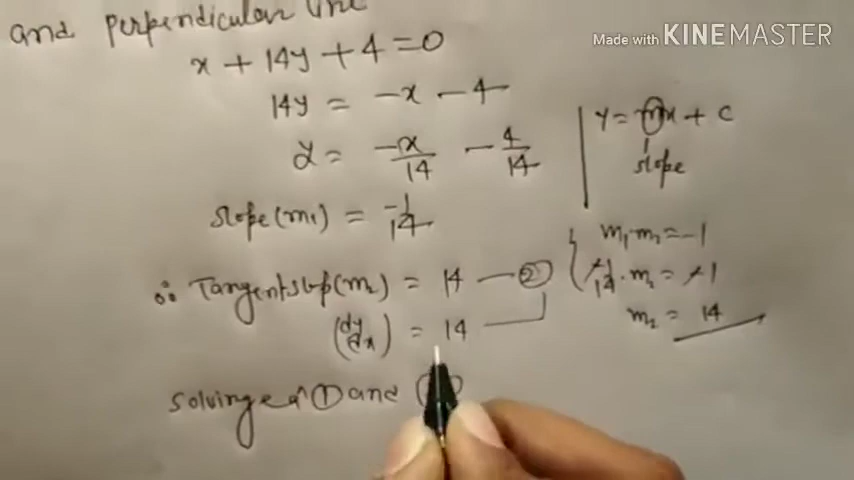 and perpendicular line
Made with KINEMASTER
x + 14y + 4 = 0
14y = -x - 4
y = -x/14 - 4/14
y = mx + c
slope
slope(m₁) = -1/14
m₁·m₂ = -1
∴ Tangent slope(m₂) = 14 — ②
-1/14 · m₂ = -1
(dy/dx) = 14
m₂ = 14
Solving eqⁿ ① and